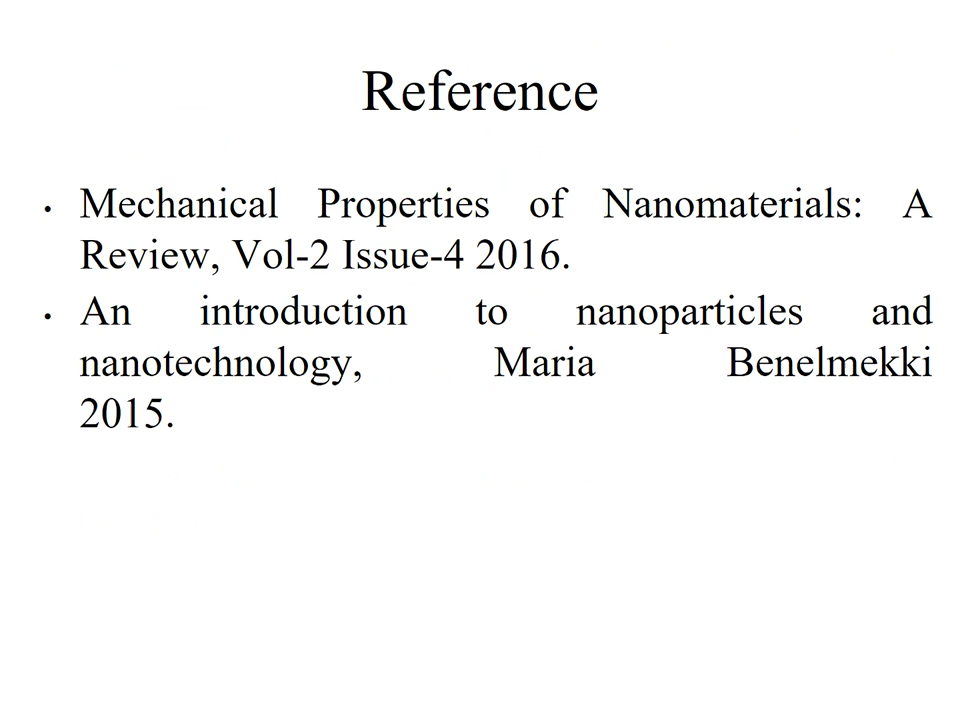 Reference
• Mechanical Properties of Nanomaterials: A
Review, Vol-2 Issue-4 2016.
• An introduction to nanoparticles and
nanotechnology, Maria Benelmekki
2015.